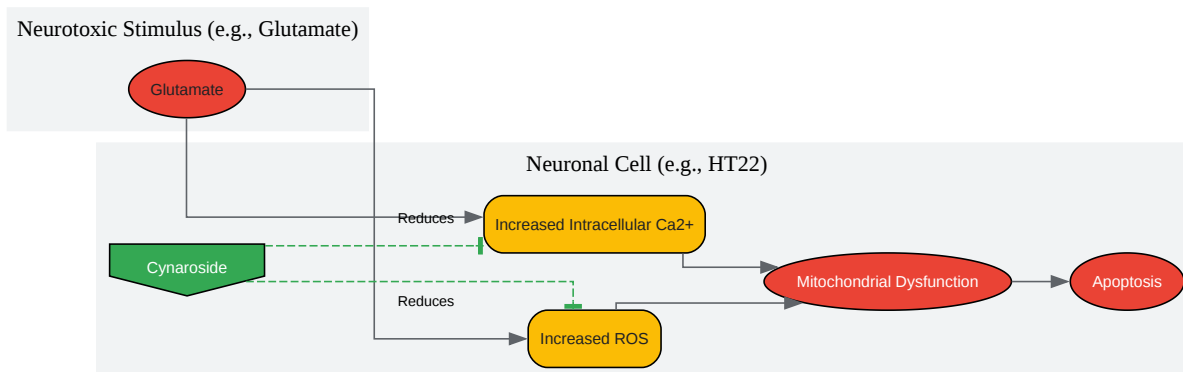 Neurotoxic Stimulus (e.g., Glutamate)
Glutamate
Neuronal Cell (e.g., HT22)
Reduces
Increased Intracellular Ca2+
Cynaroside
Mitochondrial Dysfunction
Apoptosis
Reduces
Increased ROS